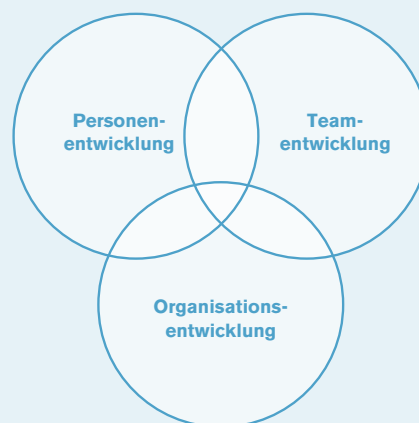 Personen-
entwicklung
Team-
entwicklung
Organisations-
entwicklung